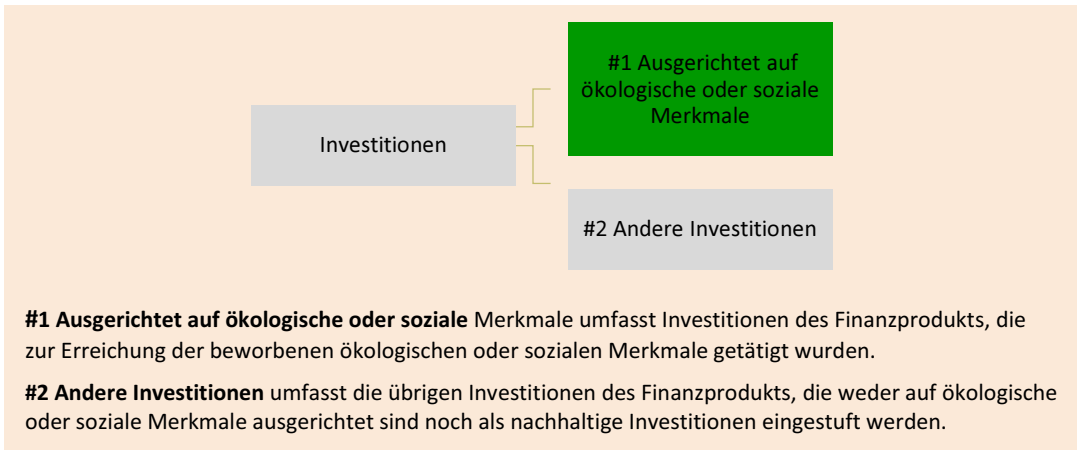 #1 Ausgerichtet auf
ökologische oder soziale
Merkmale
Investitionen
#2 Andere Investitionen
#1 Ausgerichtet auf ökologische oder soziale Merkmale umfasst Investitionen des Finanzprodukts, die
zur Erreichung der beworbenen ökologischen oder sozialen Merkmale getätigt wurden.
#2 Andere Investitionen umfasst die übrigen Investitionen des Finanzprodukts, die weder auf ökologische
oder soziale Merkmale ausgerichtet sind noch als nachhaltige Investitionen eingestuft werden.